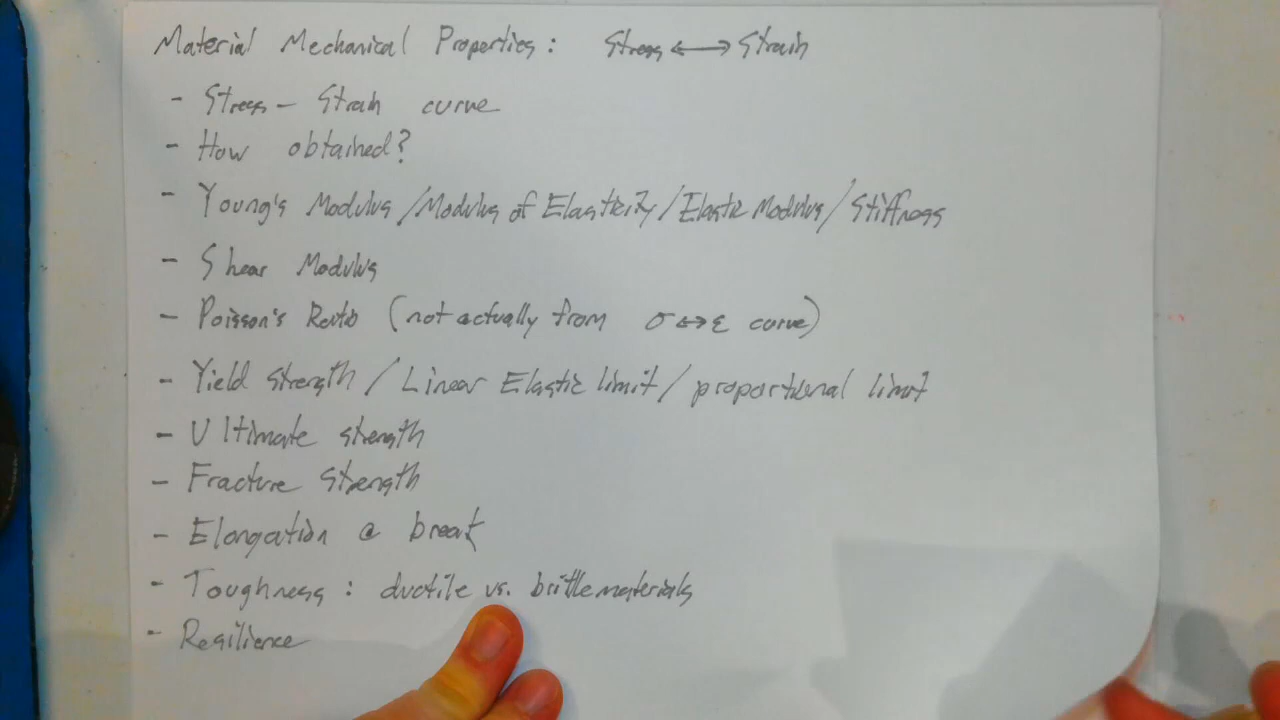 Material Mechanical Properties: Stress ↔ Strain
- Stress - Strain curve
- How obtained?
- Young's Modulus / Modulus of Elasticity / Elastic Modulus / Stiffness
- Shear Modulus
- Poisson's Ratio (not actually from σ↔ε curve)
- Yield strength / Linear Elastic limit / proportional limit
- Ultimate strength
- Fracture Strength
- Elongation @ break
- Toughness : ductile vs. brittle materials
- Resilience